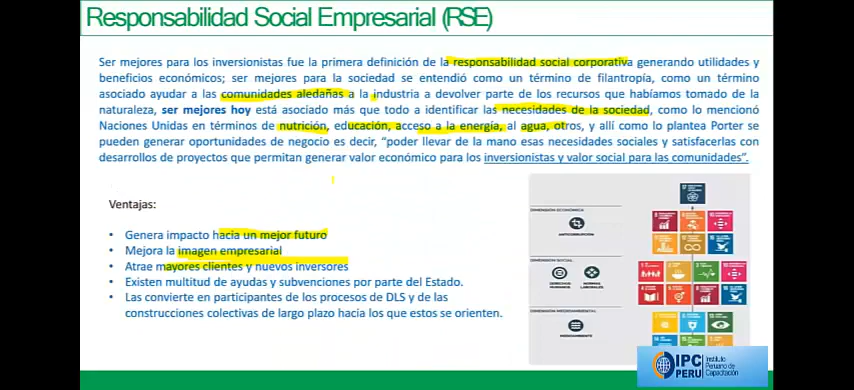 Responsabilidad Social Empresarial (RSE)
Ser mejores para los inversionistas fue la primera definición de la responsabilidad social corporativa generando utilidades y
beneficios económicos; ser mejores para la sociedad se entendió como un término de filantropía, como un término
asociado ayudar a las comunidades aledañas a la industria a devolver parte de los recursos que habíamos tomado de la
naturaleza, ser mejores hoy está asociado más que todo a identificar las necesidades de la sociedad, como lo mencionó
Naciones Unidas en términos de nutrición, educación, acceso a la energía, al agua, otros, y allí como lo plantea Porter se
pueden generar oportunidades de negocio es decir, "poder llevar de la mano esas necesidades sociales y satisfacerlas con
desarrollos de proyectos que permitan generar valor económico para los inversionistas y valor social para las comunidades".
Ventajas:
• Genera impacto hacia un mejor futuro
• Mejora la imagen empresarial
• Atrae mayores clientes y nuevos inversores
• Existen multitud de ayudas y subvenciones por parte del Estado.
• Las convierte en participantes de los procesos de DLS y de las
construcciones colectivas de largo plazo hacia los que estos se orienten.
DIMENSIÓN ECONÓMICA
ANTICORRUPCIÓN
DIMENSIÓN SOCIAL
DERECHOS HUMANOS
NORMAS LABORALES
IPC PERU
Instituto
Peruano de
Capacitación